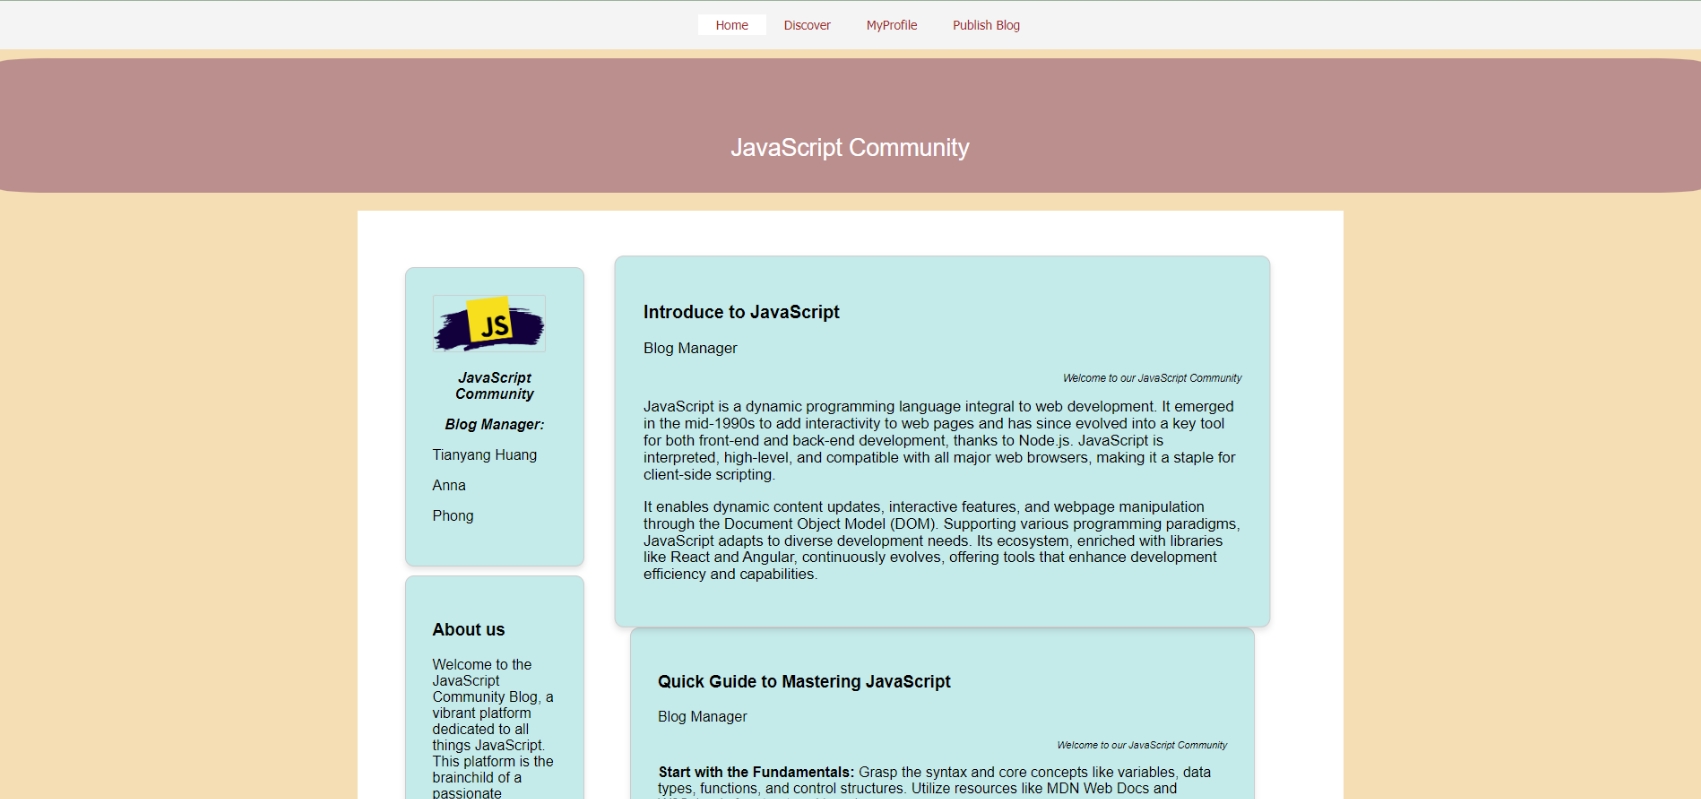 Home Discover MyProfile Publish Blog
JavaScript Community
JS
JavaScript
Community
Blog Manager:
Tianyang Huang
Anna
Phong
About us
Welcome to the
JavaScript
Community Blog, a
vibrant platform
dedicated to all
things JavaScript.
This platform is the
brainchild of a
passionate
Introduce to JavaScript
Blog Manager
Welcome to our JavaScript Community
JavaScript is a dynamic programming language integral to web development. It emerged
in the mid-1990s to add interactivity to web pages and has since evolved into a key tool
for both front-end and back-end development, thanks to Node.js. JavaScript is
interpreted, high-level, and compatible with all major web browsers, making it a staple for
client-side scripting.
It enables dynamic content updates, interactive features, and webpage manipulation
through the Document Object Model (DOM). Supporting various programming paradigms,
JavaScript adapts to diverse development needs. Its ecosystem, enriched with libraries
like React and Angular, continuously evolves, offering tools that enhance development
efficiency and capabilities.
Quick Guide to Mastering JavaScript
Blog Manager
Welcome to our JavaScript Community
Start with the Fundamentals: Grasp the syntax and core concepts like variables, data
types, functions, and control structures. Utilize resources like MDN Web Docs and